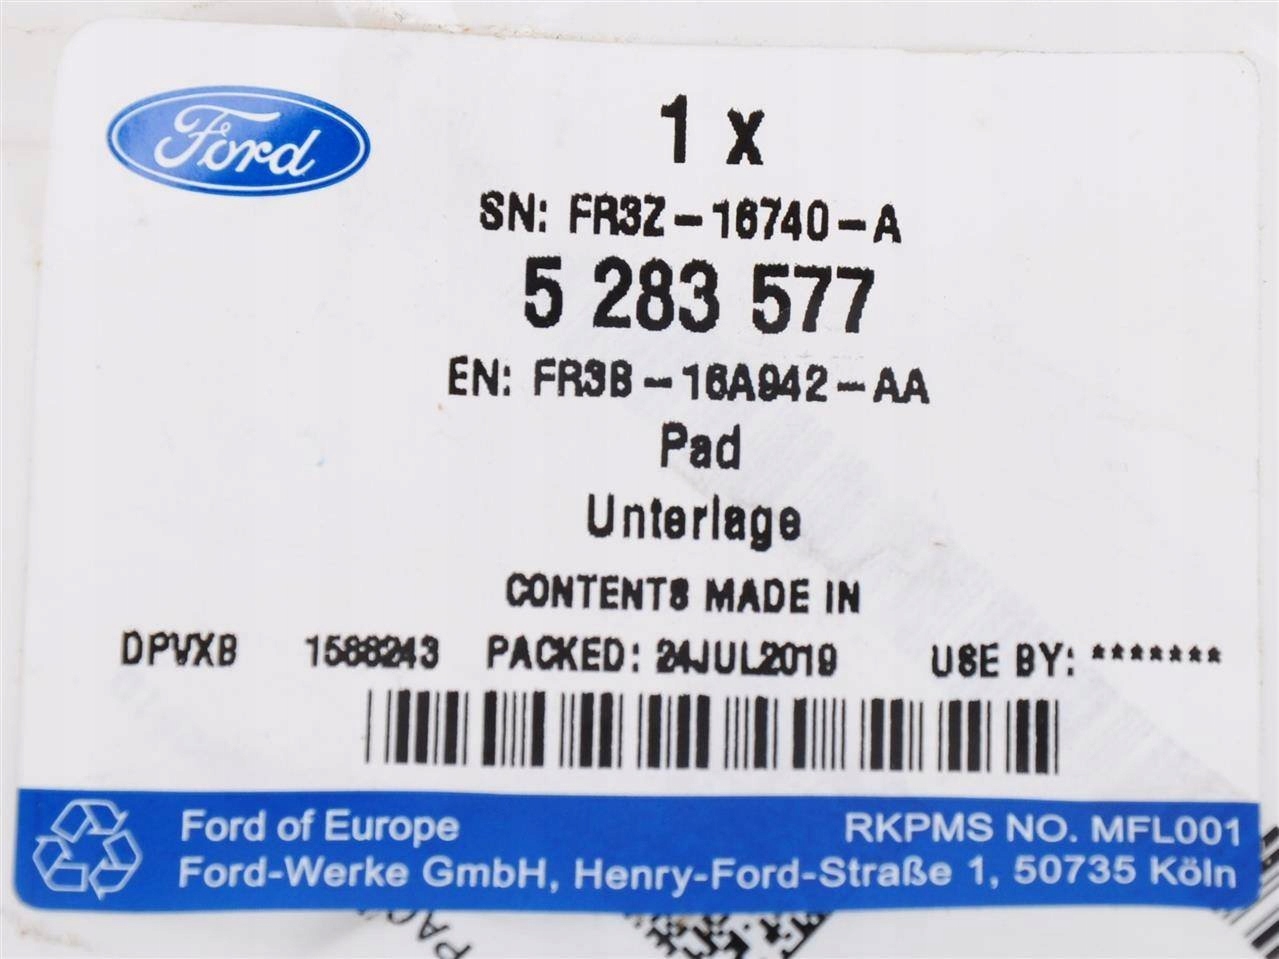 Ford
1 x
SN: FR3Z-16740-A
5 283 577
EN: FR3B-16A942-AA
Pad
Unterlage
CONTENTS MADE IN
DPVXB 1588243 PACKED: 24JUL2019 USE BY: *******
Ford of Europe RKPMS NO. MFL001
Ford-Werke GmbH, Henry-Ford-Straße 1, 50735 Köln